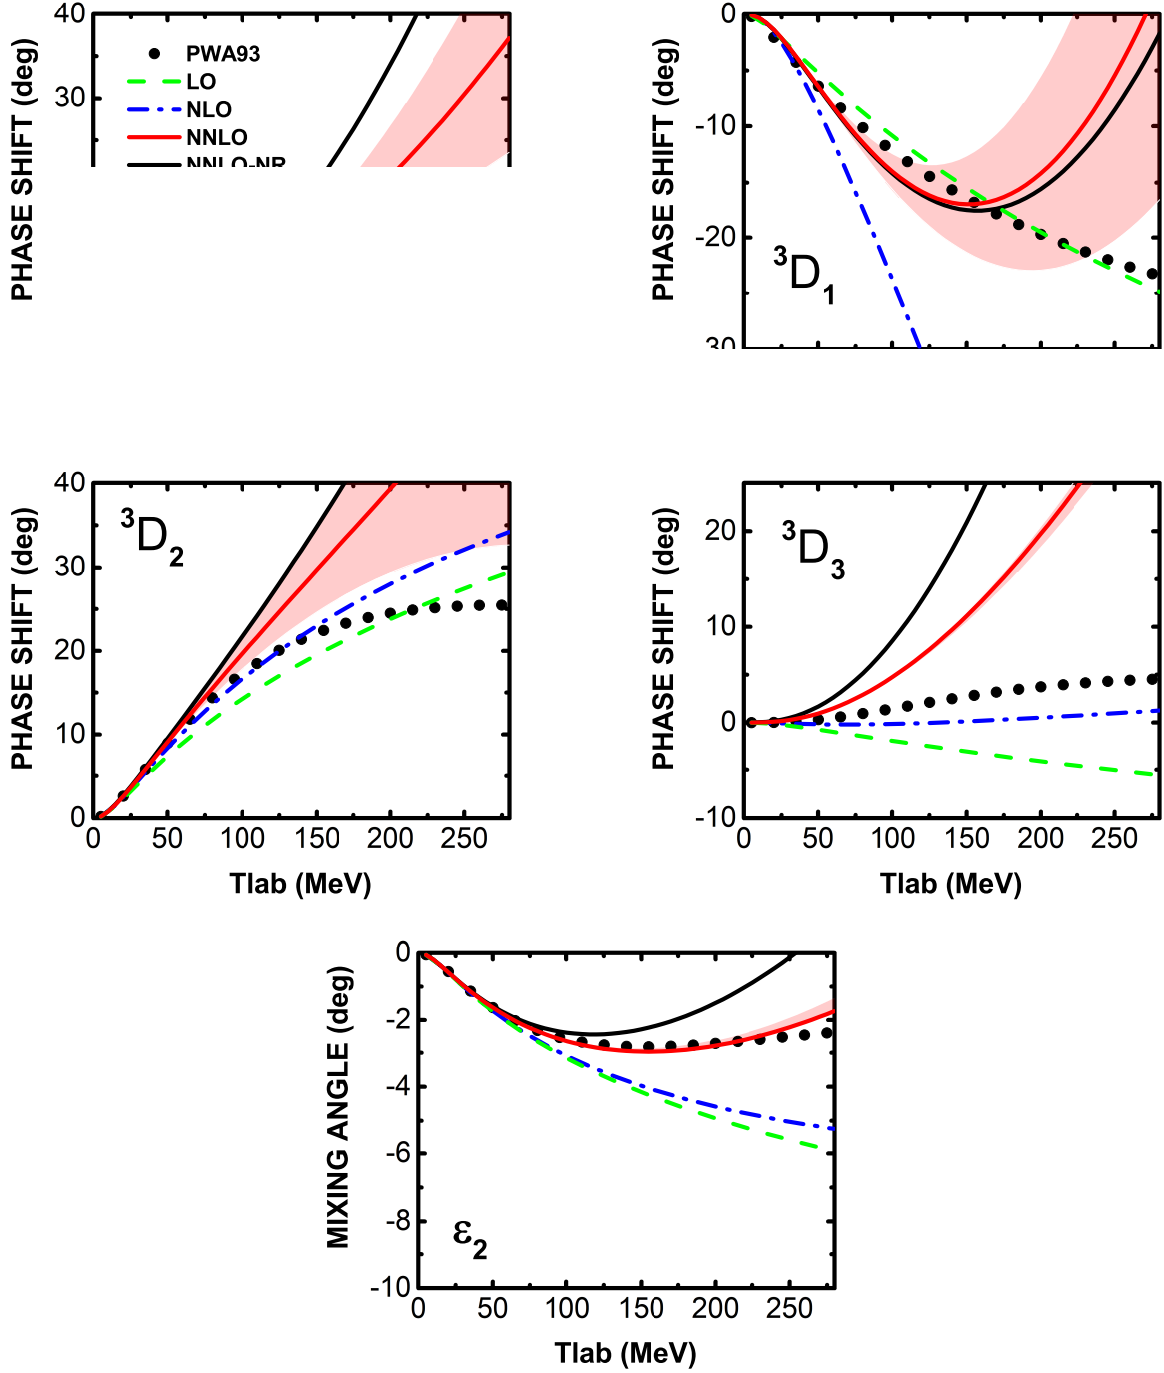 40
30
PHASE SHIFT (deg)
PWA93
LO
NLO
NNLO
NNLO-NR
0
-10
-20
30
PHASE SHIFT (deg)
³D₁
40
30
20
10
0
PHASE SHIFT (deg)
³D₂
0 50 100 150 200 250
Tlab (MeV)
20
10
0
-10
PHASE SHIFT (deg)
³D₃
0 50 100 150 200 250
Tlab (MeV)
0
-2
-4
-6
-8
-10
MIXING ANGLE (deg)
ε₂
0 50 100 150 200 250
Tlab (MeV)